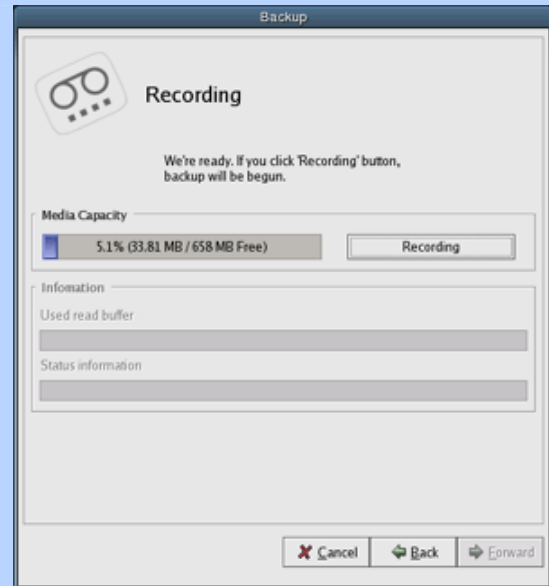 Backup
Recording
We're ready. If you click 'Recording' button,
backup will be begun.
Media Capacity
5.1% (33.81 MB / 658 MB Free)
Recording
Infomation
Used read buffer
Status information
Cancel
Back
Forward